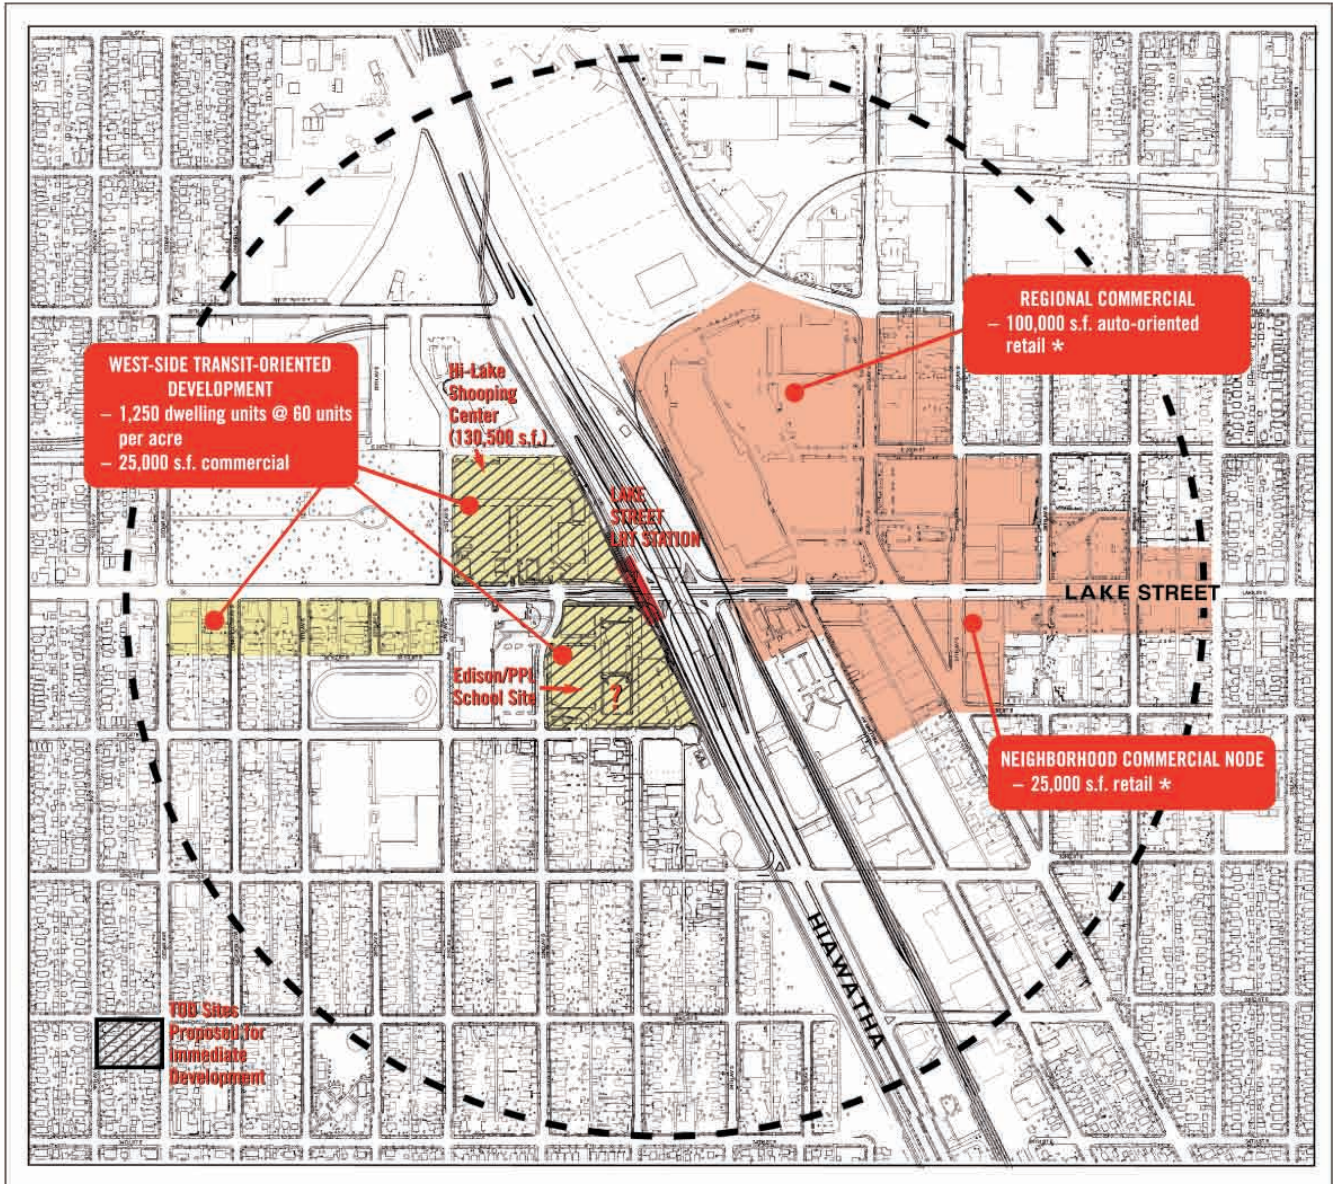 REGIONAL COMMERCIAL
– 100,000 s.f. auto-oriented
retail *
WEST-SIDE TRANSIT-ORIENTED
DEVELOPMENT
– 1,250 dwelling units @ 60 units
per acre
– 25,000 s.f. commercial
Hi-Lake
Shooping
Center
(130,500 s.f.)
LAKE
STREET
LRT STATION
LAKE STREET
Edison/PPL
School Site
?
NEIGHBORHOOD COMMERCIAL NODE
– 25,000 s.f. retail *
HIAWATHA
TOD Sites
Proposed for
Immediate
Development